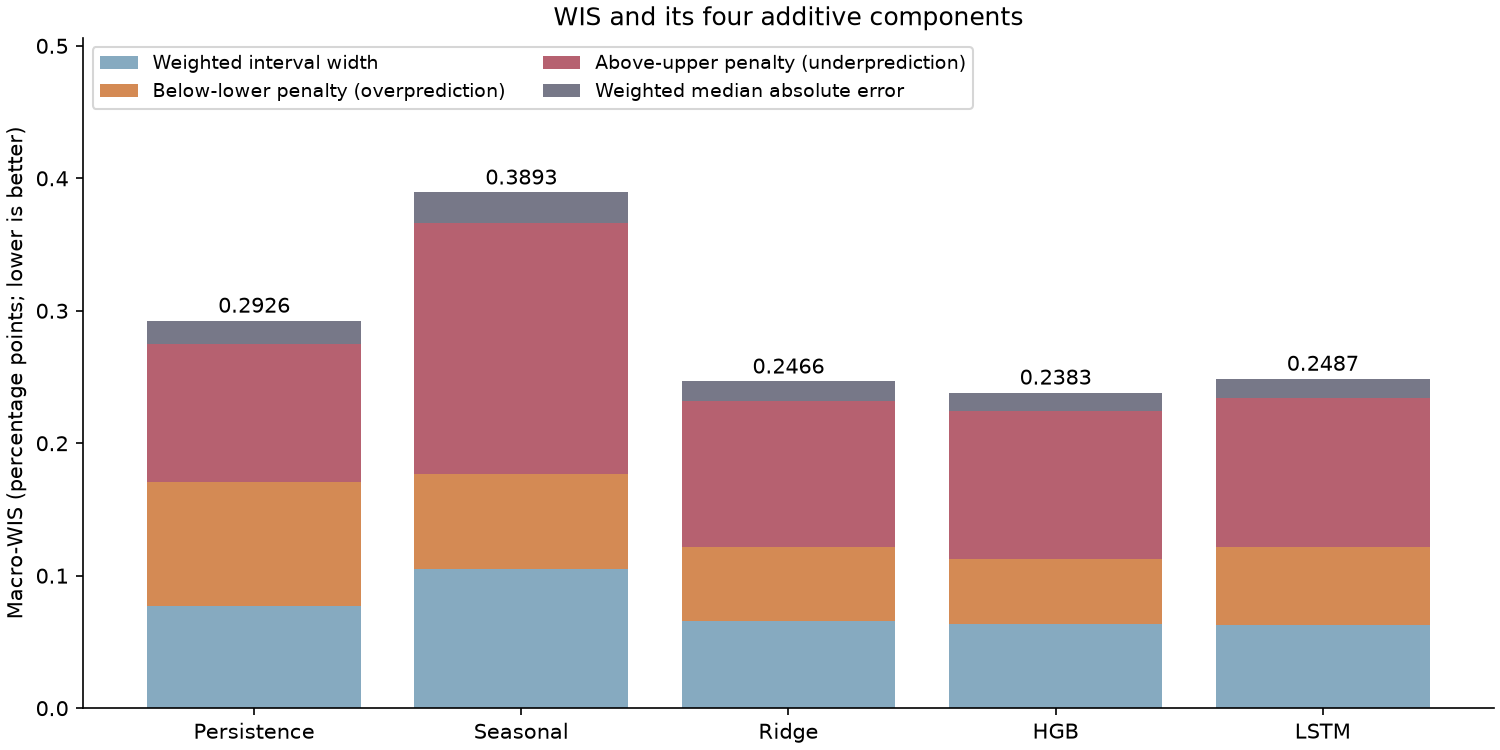 WIS and its four additive components
Weighted interval width
Below-lower penalty (overprediction)
Above-upper penalty (underprediction)
Weighted median absolute error
Macro-WIS (percentage points; lower is better)
0.5
0.4
0.3
0.2
0.1
0.0
0.2926
0.3893
0.2466
0.2383
0.2487
Persistence
Seasonal
Ridge
HGB
LSTM